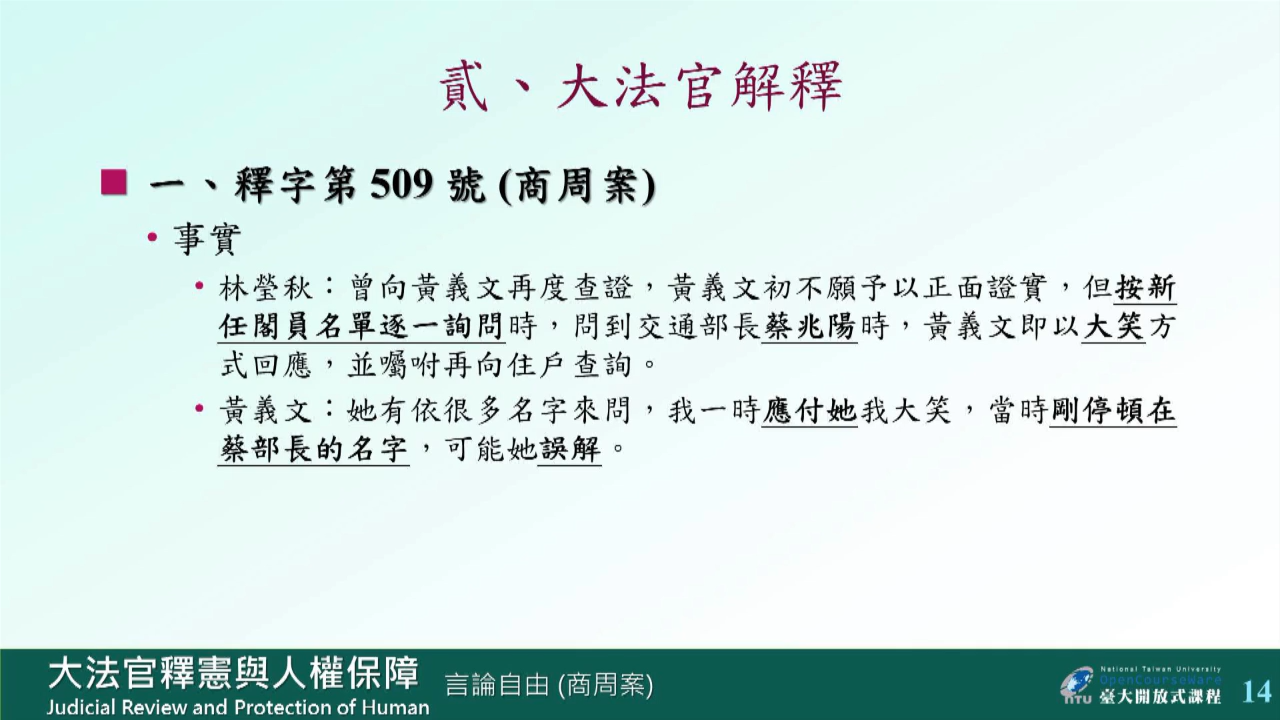 貳、大法官解釋
一、釋字第 509 號 (商周案)
事實
林瑩秋：曾向黃義文再度查證，黃義文初不願予以正面證實，但按新
任閣員名單逐一詢問時，問到交通部長蔡兆陽時，黃義文即以大笑方
式回應，並囑咐再向住戶查詢。
黃義文：她有依很多名字來問，我一時應付她我大笑，當時剛停頓在
蔡部長的名字，可能她誤解。
大法官釋憲與人權保障
Judicial Review and Protection of Human
言論自由 (商周案)
National Taiwan University
OpenCourseWare
NTU 臺大開放式課程
14